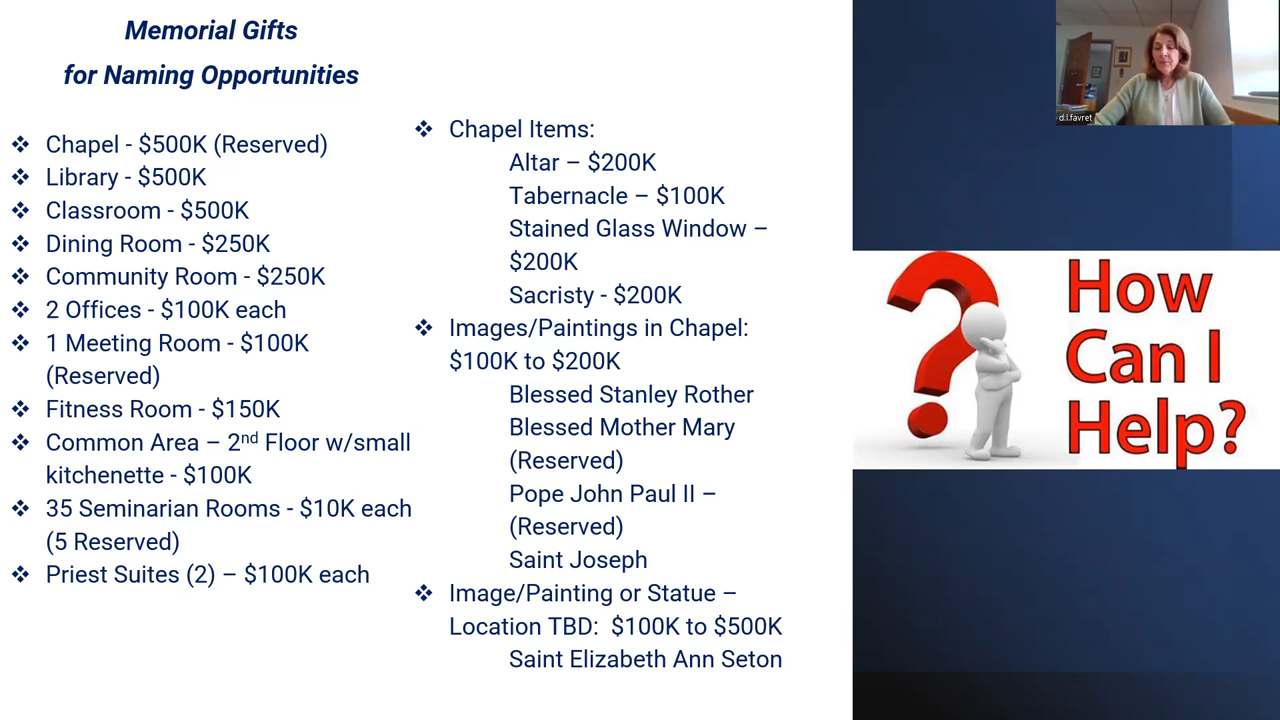 Memorial Gifts
for Naming Opportunities
❖ Chapel - $500K (Reserved)
❖ Library - $500K
❖ Classroom - $500K
❖ Dining Room - $250K
❖ Community Room - $250K
❖ 2 Offices - $100K each
❖ 1 Meeting Room - $100K
(Reserved)
❖ Fitness Room - $150K
❖ Common Area – 2nd Floor w/small
kitchenette - $100K
❖ 35 Seminarian Rooms - $10K each
(5 Reserved)
❖ Priest Suites (2) – $100K each
❖ Chapel Items:
Altar – $200K
Tabernacle – $100K
Stained Glass Window –
$200K
Sacristy - $200K
❖ Images/Paintings in Chapel:
$100K to $200K
Blessed Stanley Rother
Blessed Mother Mary
(Reserved)
Pope John Paul II –
(Reserved)
Saint Joseph
❖ Image/Painting or Statue –
Location TBD: $100K to $500K
Saint Elizabeth Ann Seton
d.l.favret
How
Can I
Help?